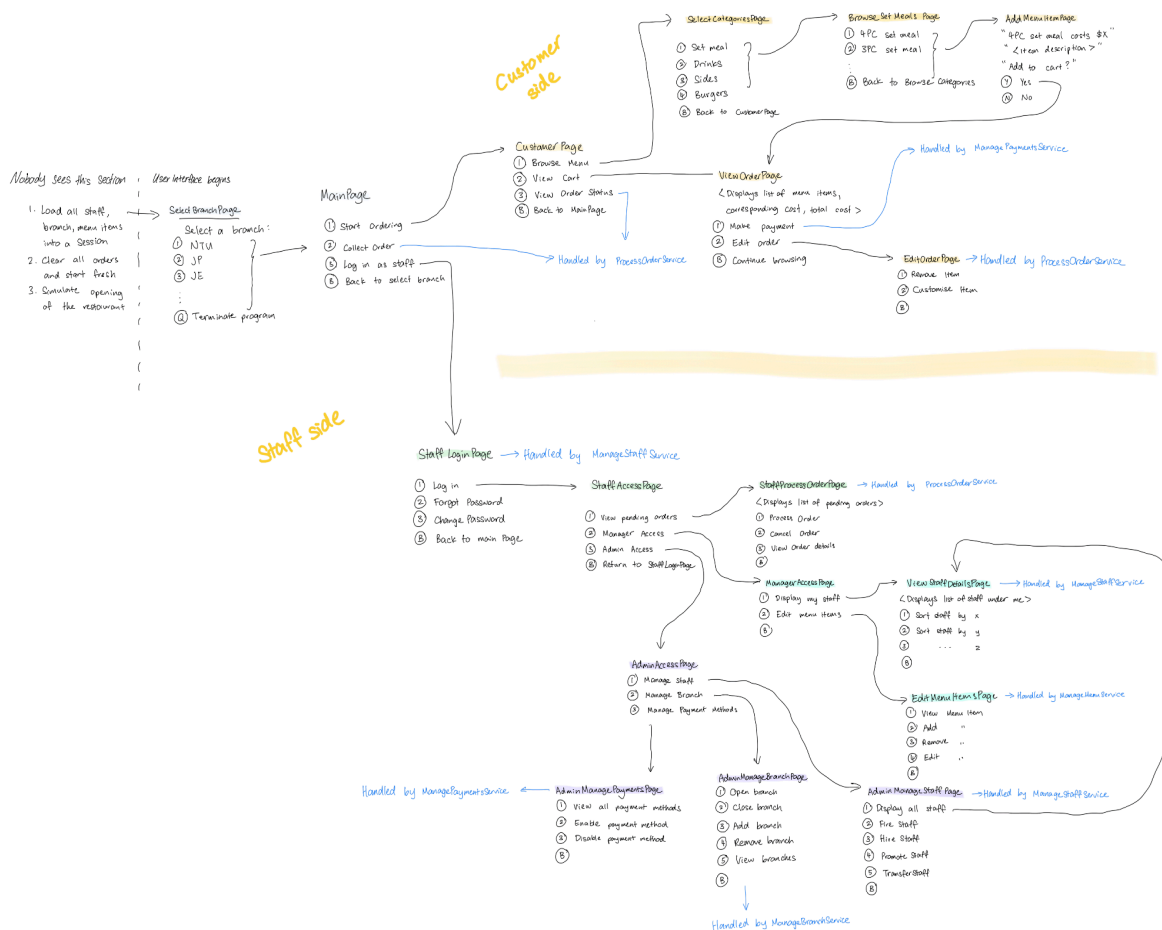 Customer side
SelectCategoriesPage
① Set meal
② Drinks
③ Sides
④ Burgers
Ⓑ Back to CustomerPage
Browse Set Meals Page
① 4PC set meal
② 3PC set meal
⋮
Ⓑ Back to Browse Categories
AddMenuItemPage
"4PC set meal costs $X"
"<item description>"
"Add to cart?"
Ⓨ Yes
Ⓝ No
CustomerPage
① Browse Menu
② View Cart
③ View Order Status
Ⓑ Back to MainPage
Handled by ManagePaymentsService
ViewOrderPage
<Displays list of menu items,
corresponding cost, total cost>
① Make payment
② Edit order
Ⓑ Continue browsing
EditOrderPage → Handled by ProcessOrderService
① Remove Item
② Customise Item
Ⓑ
Nobody sees this section
1. Load all staff,
branch, menu items
into a Session
2. Clear all orders
and start fresh
3. Simulate opening
of the restaurant
User Interface begins
SelectBranchPage
Select a branch:
① NTU
② JP
③ JE
⋮
Ⓠ Terminate program
MainPage
① Start Ordering
② Collect Order
③ Log in as staff
Ⓑ Back to select branch
Handled by ProcessOrderService
Staff side
StaffLoginPage → Handled by ManageStaffService
① Log in
② Forgot Password
③ Change Password
Ⓑ Back to main Page
StaffAccessPage
① View pending orders
② Manager Access
③ Admin Access
Ⓑ Return to StaffLoginPage
StaffProcessOrderPage → Handled by ProcessOrderService
<Displays list of pending orders>
① Process Order
② Cancel Order
③ View Order details
Ⓑ
ManagerAccessPage
① Display my staff
② Edit menu items
Ⓑ
ViewStaffDetailsPage → Handled by ManageStaffService
<Displays list of staff under me>
① Sort staff by x
② Sort staff by y
③ ... z
Ⓑ
EditMenuItemsPage → Handled by ManageMenuService
① View Menu Item
② Add "
③ Remove "
Ⓑ Edit "
Ⓑ
AdminAccessPage
① Manage Staff
② Manage Branch
③ Manage Payment Methods
Handled by ManagePaymentsService ← AdminManagePaymentsPage
① View all payment methods
② Enable payment method
③ Disable payment method
Ⓑ
AdminManageBranchPage
① Open branch
② Close branch
③ Add branch
④ Remove branch
⑤ View branches
Ⓑ
Handled by ManageBranchService
AdminManageStaffPage → Handled by ManageStaffService
① Display all staff
② Fire Staff
③ Hire Staff
④ Promote Staff
⑤ Transfer Staff
Ⓑ